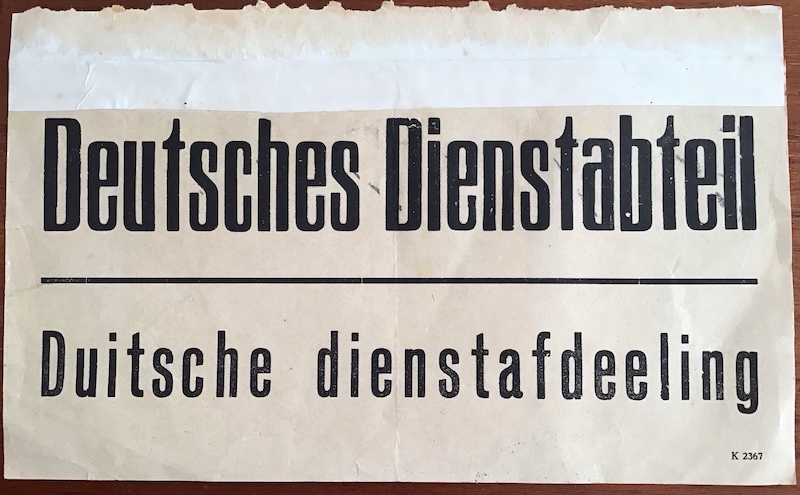 Deutsches Dienstabteil
Duitsche dienstafdeeling
K 2367